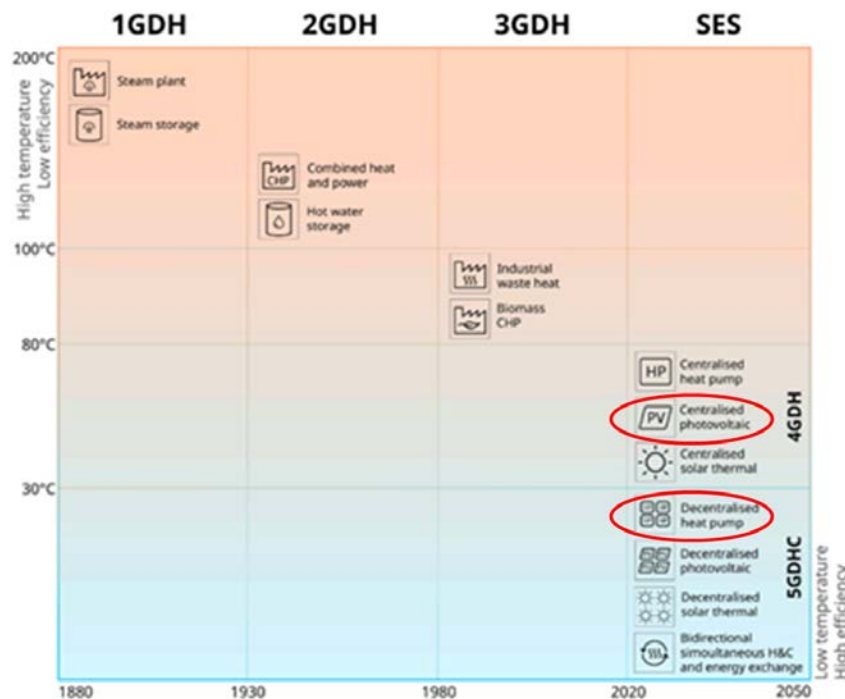 1GDH
2GDH
3GDH
SES
200°C
High temperature
Low efficiency
Steam plant
Steam storage
CHP
Combined heat
and power
Hot water
storage
100°C
Industrial
waste heat
Biomass
CHP
80°C
HP
Centralised
heat pump
PV
Centralised
photovoltaic
Centralised
solar thermal
4GDH
30°C
Decentralised
heat pump
Decentralised
photovoltaic
Decentralised
solar thermal
Bidirectional
simoultaneous H&C
and energy exchange
5GDHC
Low temperature
High efficiency
1880
1930
1980
2020
2050